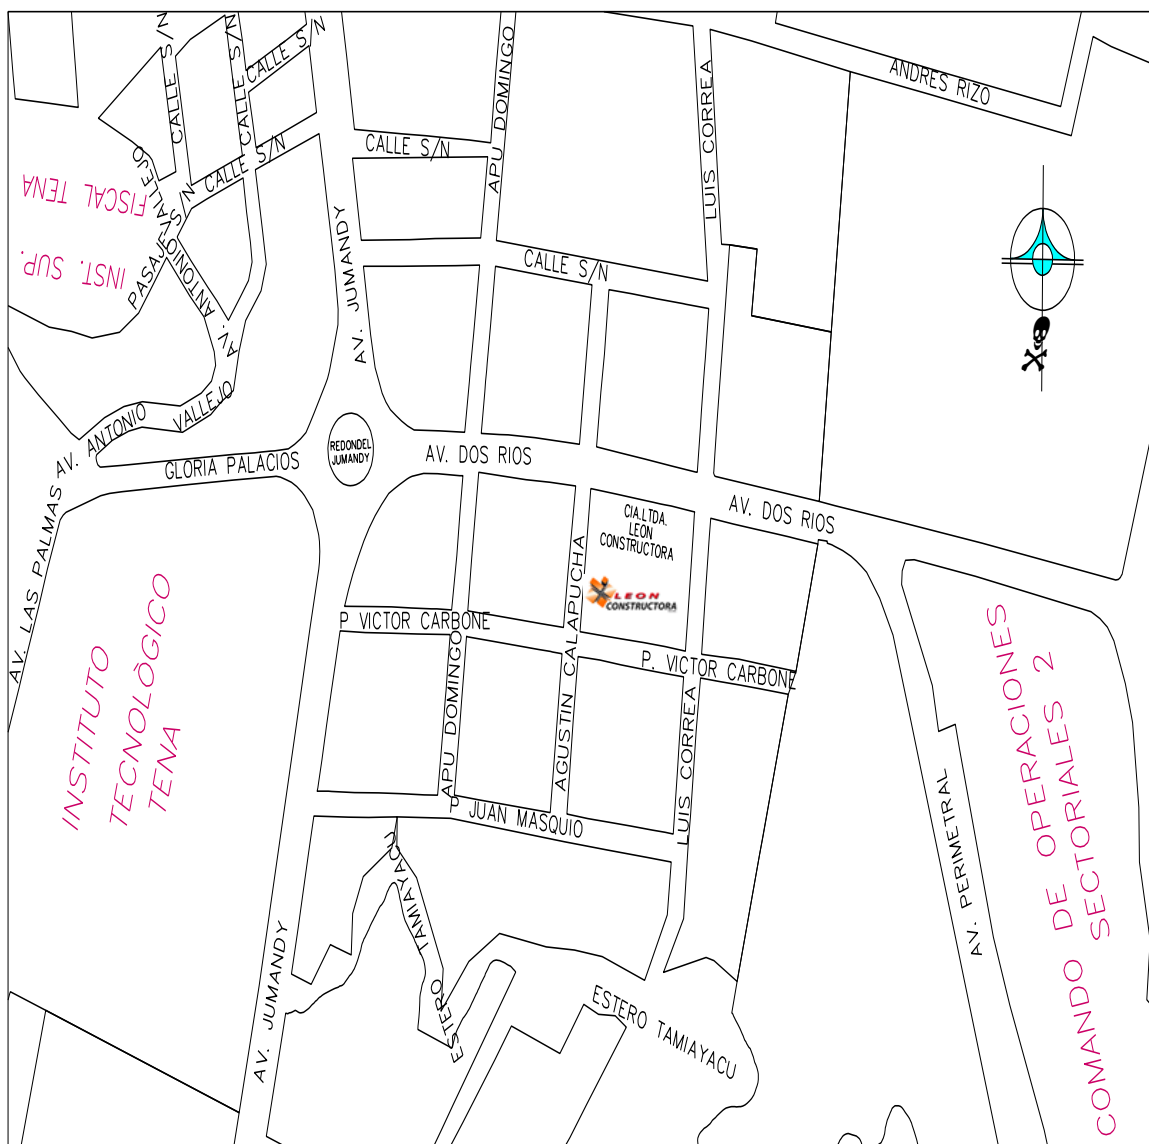 CALLE S/N
CALLE S/N
CALLE S/N
CALLE S/N
APU DOMINGO
LUIS CORREA
ANDRES RIZO
CALLE S/N
CALLE S/N
INST. SUP.
FISCAL TENA
PASAJE S/N
AV. ANTONIO VALLEJO
AV. JUMANDY
AV. ANTONIO VALLEJO
GLORIA PALACIOS
REDONDEL
JUMANDY
AV. DOS RIOS
AV. DOS RIOS
AV. LAS PALMAS
CIA.LTDA.
LEON
CONSTRUCTORA
LEON
CONSTRUCTORA
INSTITUTO
TECNOLÒGICO
TENA
P VICTOR CARBONE
P. VICTOR CARBONE
APU DOMINGO
AGUSTIN CALAPUCHA
LUIS CORREA
P JUAN MASQUIO
AV. PERIMETRAL
COMANDO DE OPERACIONES
SECTORIALES 2
AV. JUMANDY
ESTERO TAMIAYACU
ESTERO TAMIAYACU